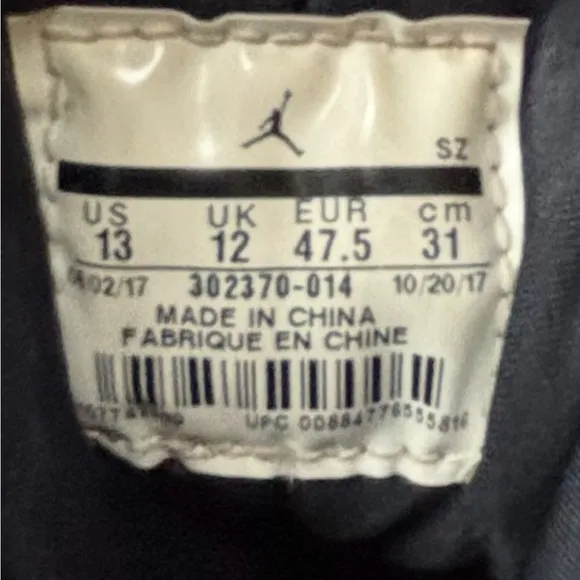 SZ
US UK EUR cm
13 12 47.5 31
302370-014 10/20/17
MADE IN CHINA
FABRIQUE EN CHINE
UPC